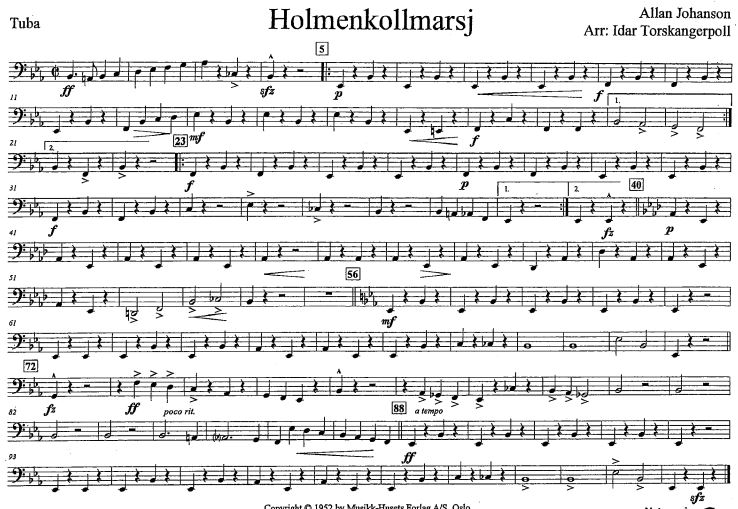 Tuba
Holmenkollmarsj
Allan Johanson
Arr: Idar Torskangerpoll
5
ff
sfz
p
f
11
mf
f
1.
21
2.
23
f
p
31
f
1.
2.
fz
40
p
41
51
56
mf
61
72
fz
ff
poco rit.
82
88
a tempo
ff
93
sfz
Copyright © 1952 by Musikk-Husets Forlag A/S, Oslo